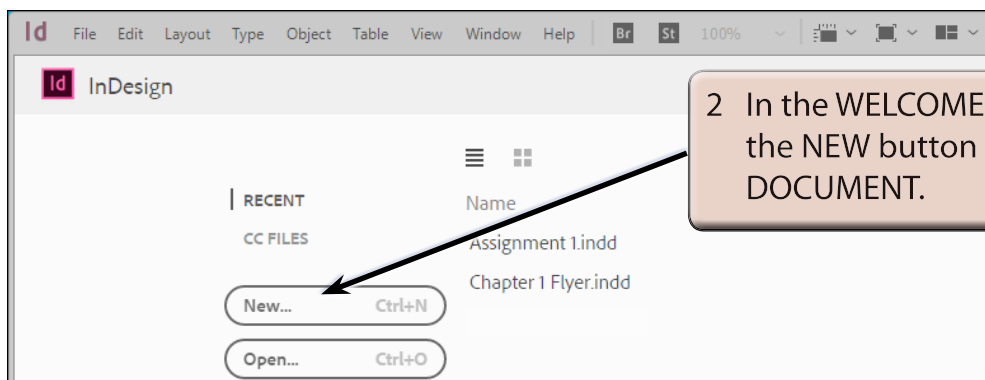 Id File Edit Layout Type Object Table View Window Help Br St 100%
Id InDesign
2 In the WELCOME
the NEW button
DOCUMENT.
RECENT
CC FILES
Name
Assignment 1.indd
Chapter 1 Flyer.indd
New... Ctrl+N
Open... Ctrl+O